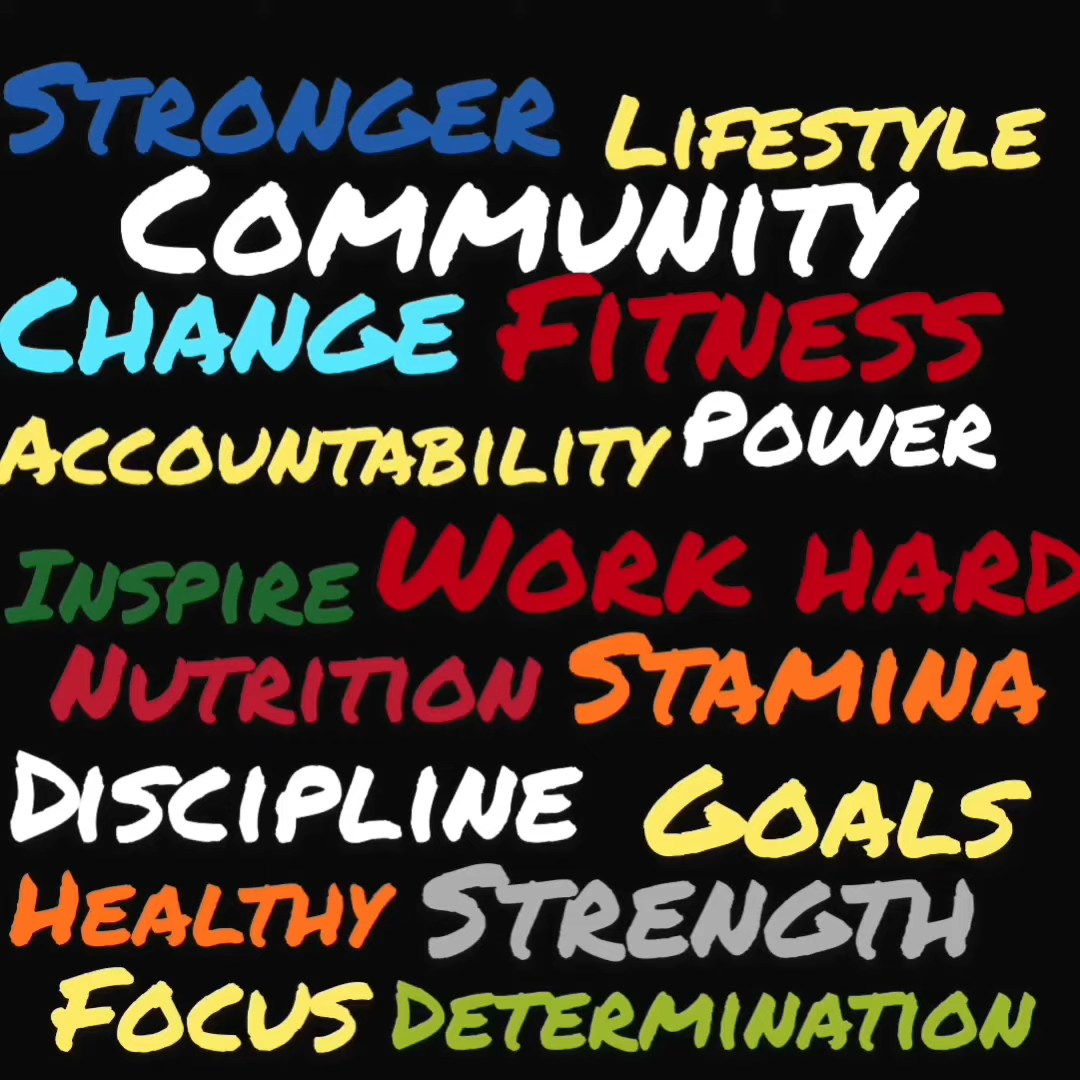 STRONGER LIFESTYLE
COMMUNITY
CHANGE FITNESS
ACCOUNTABILITY POWER
INSPIRE WORK HARD
NUTRITION STAMINA
DISCIPLINE GOALS
HEALTHY STRENGTH
FOCUS DETERMINATION